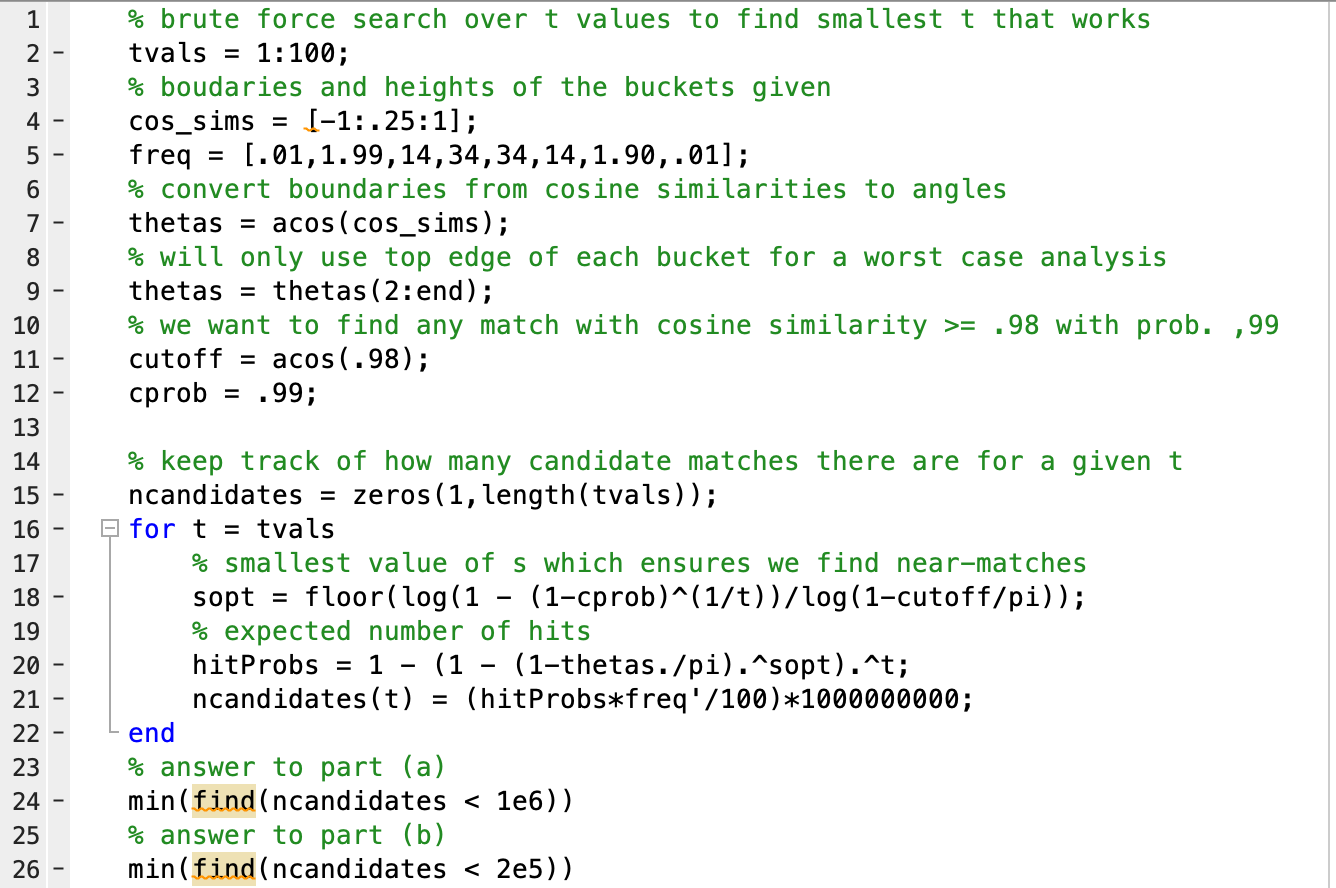 1 % brute force search over t values to find smallest t that works
2 - tvals = 1:100;
3 % boudaries and heights of the buckets given
4 - cos_sims = [-1:.25:1];
5 - freq = [.01,1.99,14,34,34,14,1.90,.01];
6 % convert boundaries from cosine similarities to angles
7 - thetas = acos(cos_sims);
8 % will only use top edge of each bucket for a worst case analysis
9 - thetas = thetas(2:end);
10 % we want to find any match with cosine similarity >= .98 with prob. ,99
11 - cutoff = acos(.98);
12 - cprob = .99;
13
14 % keep track of how many candidate matches there are for a given t
15 - ncandidates = zeros(1,length(tvals));
16 - for t = tvals
17 % smallest value of s which ensures we find near-matches
18 - sopt = floor(log(1 - (1-cprob)^(1/t))/log(1-cutoff/pi));
19 % expected number of hits
20 - hitProbs = 1 - (1 - (1-thetas./pi).^sopt).^t;
21 - ncandidates(t) = (hitProbs*freq'/100)*1000000000;
22 - end
23 % answer to part (a)
24 - min(find(ncandidates < 1e6))
25 % answer to part (b)
26 - min(find(ncandidates < 2e5))